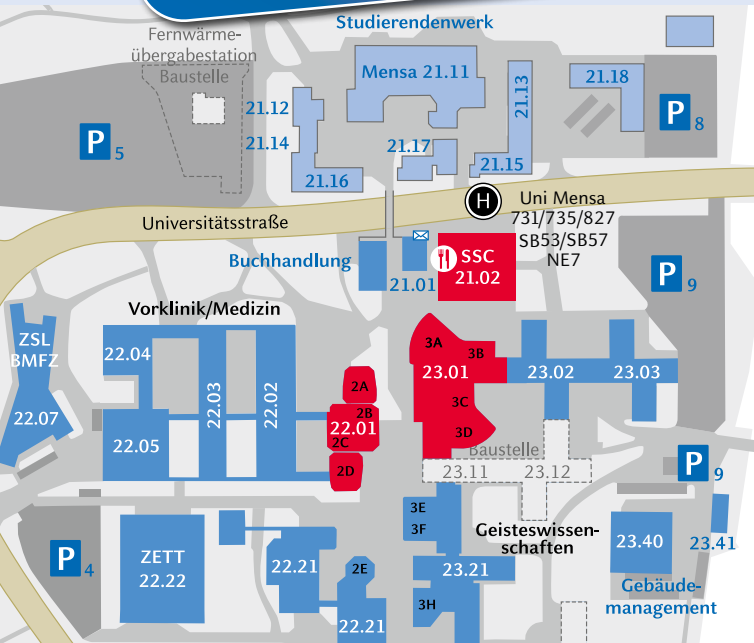 Studierendenwerk
Fernwärme-
übergabestation
Baustelle
Mensa 21.11
21.13
21.18
21.12
21.14
P 5
P 8
21.17
21.15
21.16
H
Uni Mensa
731/735/827
SB53/SB57
NE7
Universitätsstraße
Buchhandlung
21.01
SSC
21.02
P 9
Vorklinik/Medizin
ZSL
BMFZ
22.07
22.04
22.03
22.02
22.05
2A
2B
22.01
2C
2D
3A
3B
23.01
3C
3D
23.02
23.03
Baustelle
23.11
23.12
P 9
3E
3F
Geisteswissen-
schaften
P 4
ZETT
22.22
22.21
2E
22.21
23.21
3H
23.40
23.41
Gebäude-
management